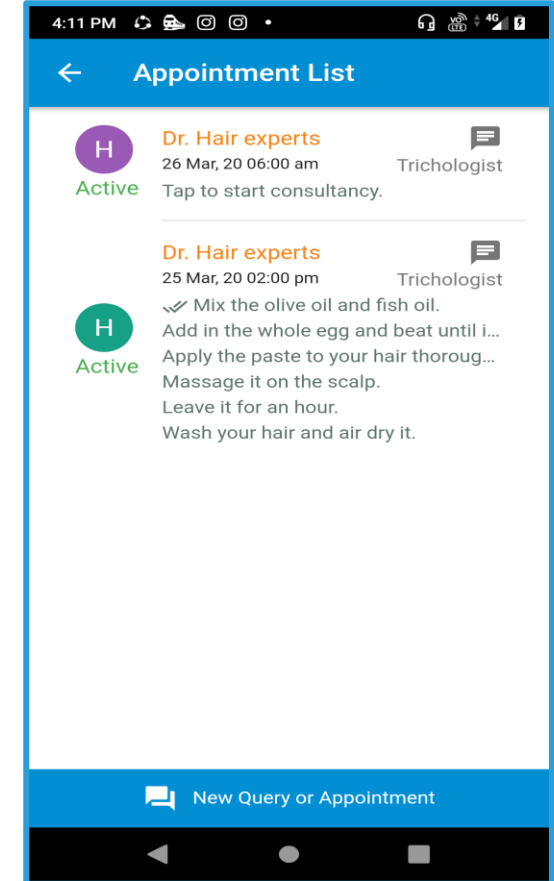 4:11 PM
VO) LTE 4G
Appointment List
H
Active
Dr. Hair experts
26 Mar, 20 06:00 am
Trichologist
Tap to start consultancy.
H
Active
Dr. Hair experts
25 Mar, 20 02:00 pm
Trichologist
Mix the olive oil and fish oil.
Add in the whole egg and beat until i...
Apply the paste to your hair thoroug...
Massage it on the scalp.
Leave it for an hour.
Wash your hair and air dry it.
New Query or Appointment